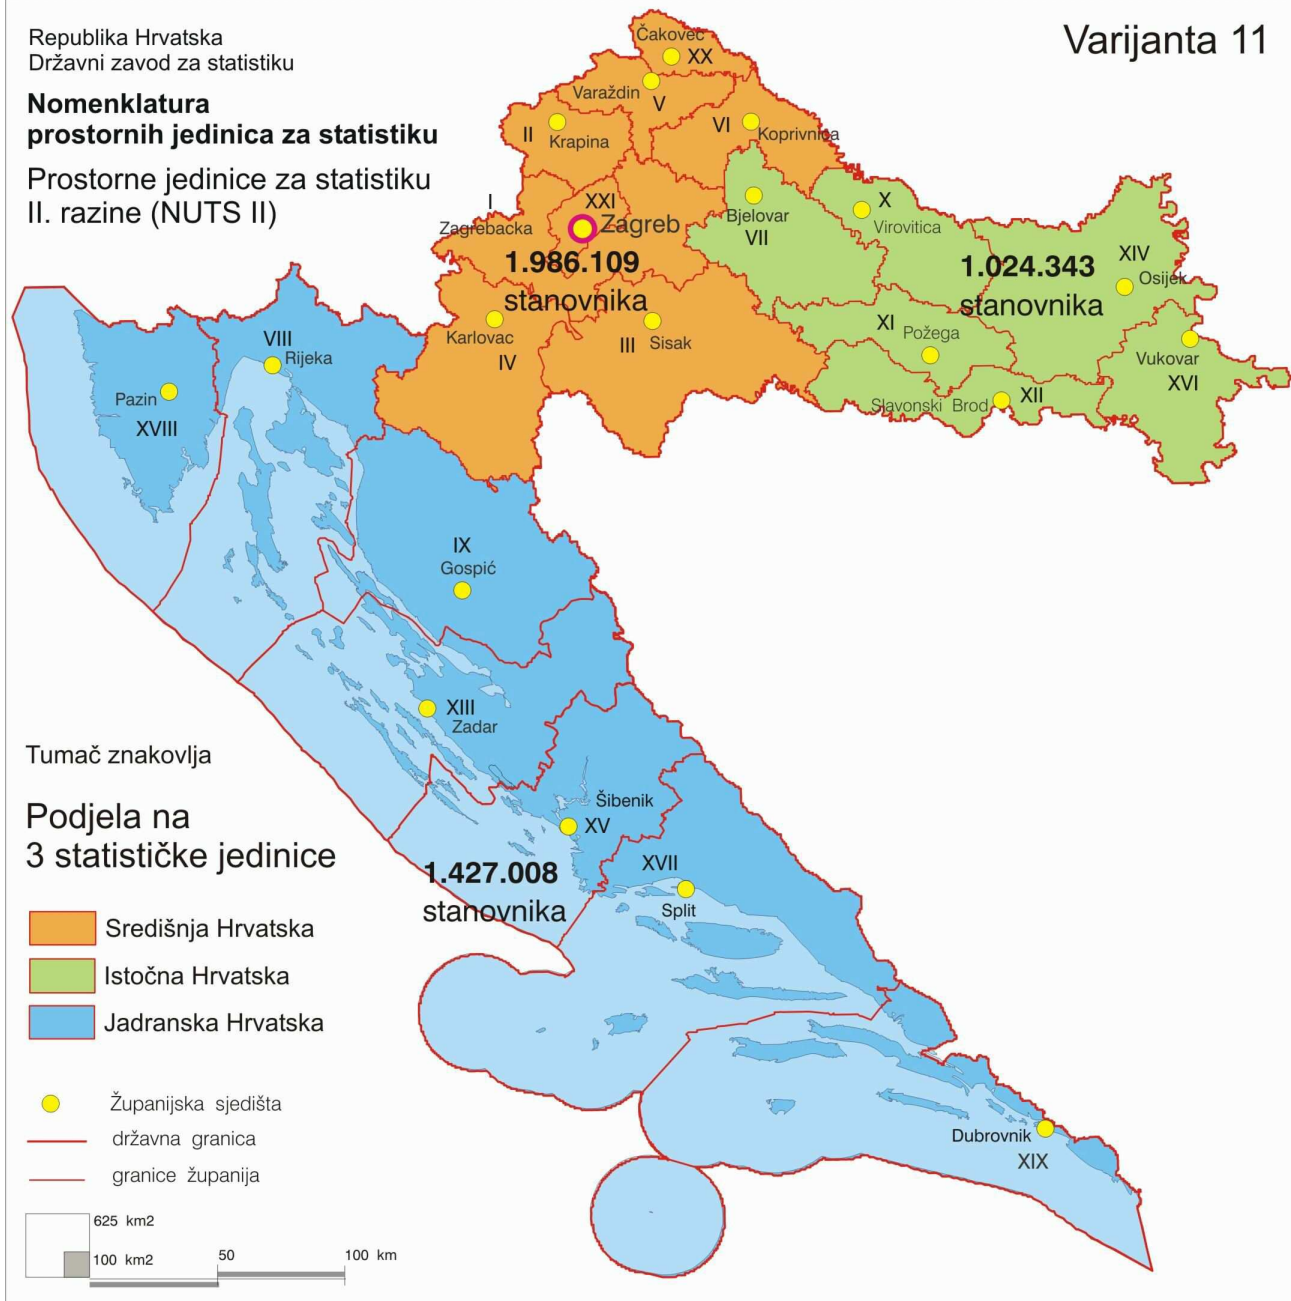 Republika Hrvatska
Državni zavod za statistiku
Nomenklatura
prostornih jedinica za statistiku
Prostorne jedinice za statistiku
II. razine (NUTS II)
Varijanta 11
Čakovec
XX
Varaždin
V
II
Krapina
VI
Koprivnica
I
Zagrebacka
XXI
Zagreb
1.986.109
stanovnika
Bjelovar
VII
X
Virovitica
1.024.343
stanovnika
XIV
Osijek
Karlovac
IV
III
Sisak
XI
Požega
Vukovar
XVI
Slavonski Brod
XII
VIII
Rijeka
Pazin
XVIII
IX
Gospić
XIII
Zadar
Šibenik
XV
1.427.008
stanovnika
XVII
Split
Dubrovnik
XIX
Tumač znakovlja
Podjela na
3 statističke jedinice
Središnja Hrvatska
Istočna Hrvatska
Jadranska Hrvatska
Županijska sjedišta
državna granica
granice županija
625 km2
100 km2
50
100 km